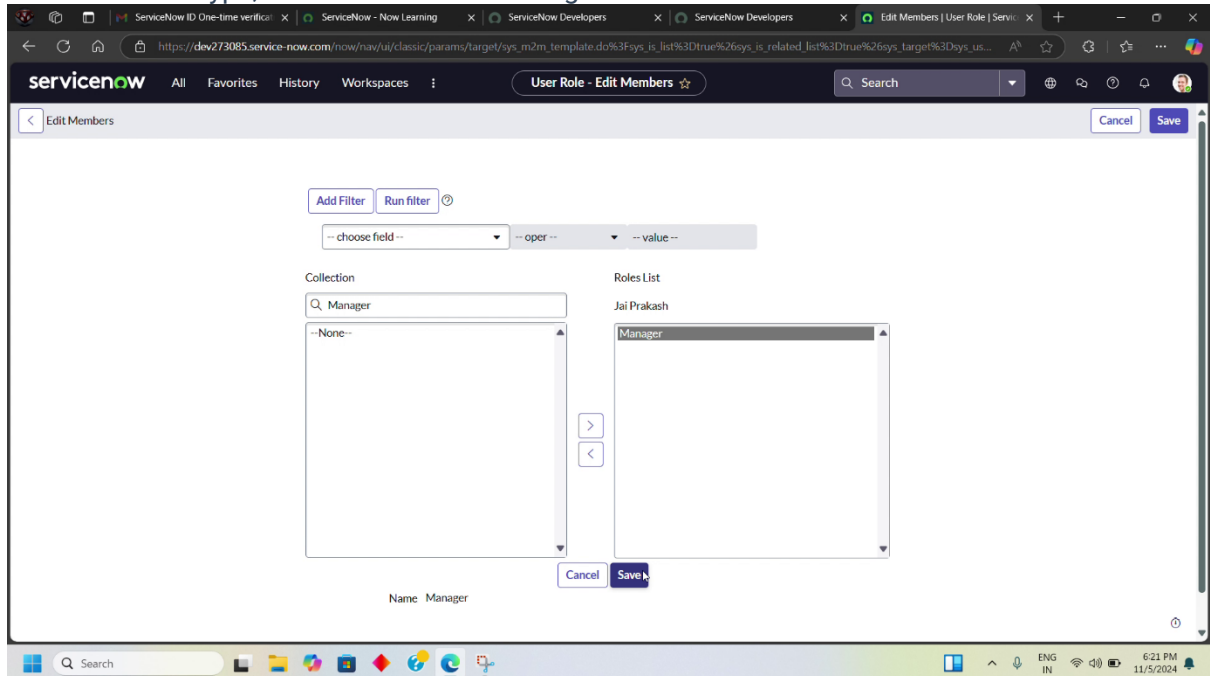 ServiceNow ID One-time verificat
ServiceNow - Now Learning
ServiceNow Developers
ServiceNow Developers
Edit Members | User Role | Servic
https://dev273085.service-now.com/now/nav/ui/classic/params/target/sys_m2m_template.do%3Fsys_is_list%3Dtrue%26sys_is_related_list%3Dtrue%26sys_target%3Dsys_us...
servicenow All Favorites History Workspaces User Role - Edit Members Search
Edit Members Cancel Save
Add Filter Run filter
-- choose field -- -- oper -- -- value --
Collection Roles List
Manager Jai Prakash
--None-- Manager
Cancel Save
Name Manager
Search ENG IN 6:21 PM 11/5/2024